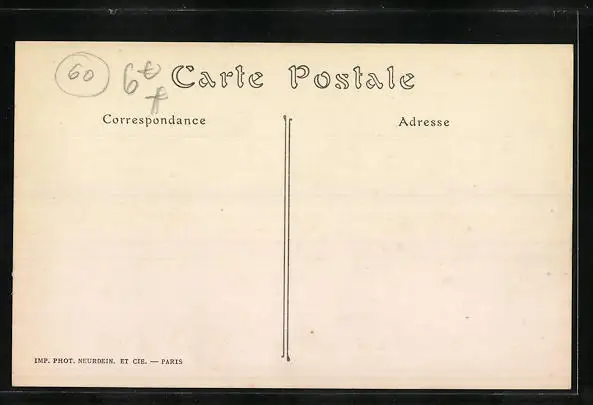 60
6€
Carte Postale
Correspondance
Adresse
IMP. PHOT. NEURDEIN. ET CIE. — PARIS